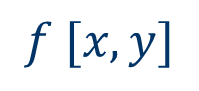 f [x, y]